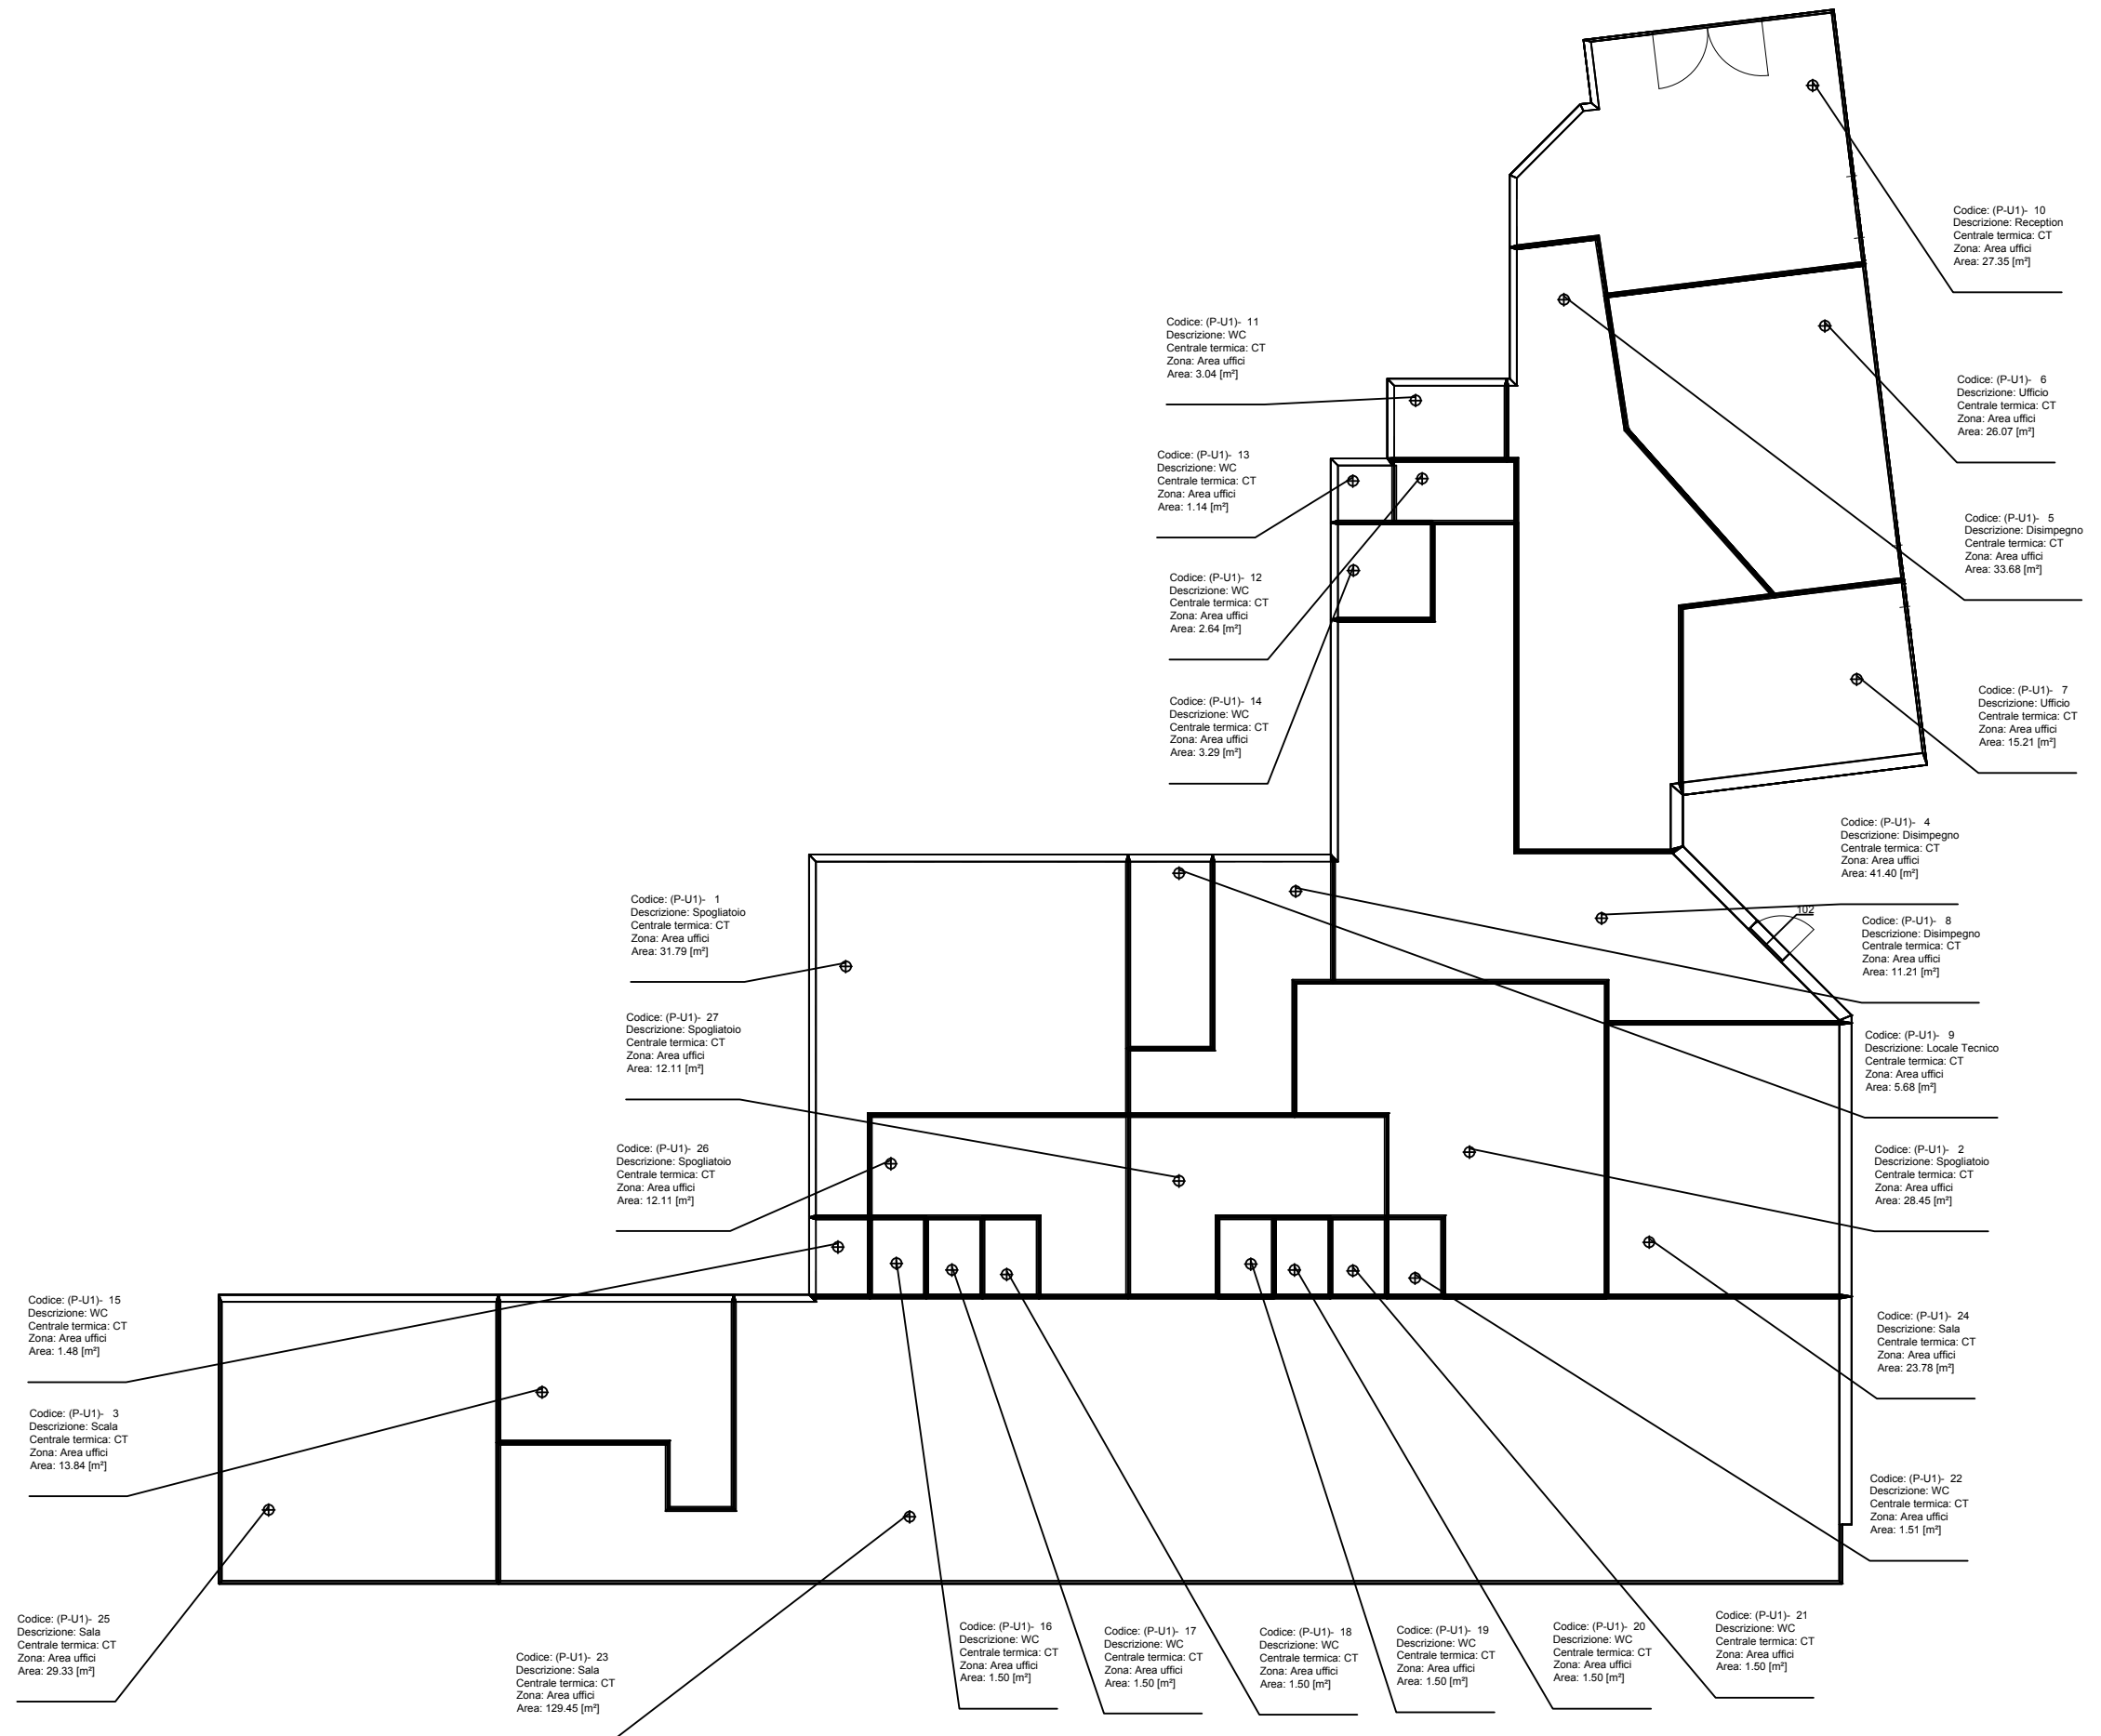 Codice: (P-U1)- 10
Descrizione: Reception
Centrale termica: CT
Zona: Area uffici
Area: 27.35 [m²]
Codice: (P-U1)- 11
Descrizione: WC
Centrale termica: CT
Zona: Area uffici
Area: 3.04 [m²]
Codice: (P-U1)- 6
Descrizione: Ufficio
Centrale termica: CT
Zona: Area uffici
Area: 26.07 [m²]
Codice: (P-U1)- 13
Descrizione: WC
Centrale termica: CT
Zona: Area uffici
Area: 1.14 [m²]
Codice: (P-U1)- 5
Descrizione: Disimpegno
Centrale termica: CT
Zona: Area uffici
Area: 33.68 [m²]
Codice: (P-U1)- 12
Descrizione: WC
Centrale termica: CT
Zona: Area uffici
Area: 2.64 [m²]
Codice: (P-U1)- 7
Descrizione: Ufficio
Centrale termica: CT
Zona: Area uffici
Area: 15.21 [m²]
Codice: (P-U1)- 14
Descrizione: WC
Centrale termica: CT
Zona: Area uffici
Area: 3.29 [m²]
Codice: (P-U1)- 4
Descrizione: Disimpegno
Centrale termica: CT
Zona: Area uffici
Area: 41.40 [m²]
Codice: (P-U1)- 1
Descrizione: Spogliatoio
Centrale termica: CT
Zona: Area uffici
Area: 31.79 [m²]
102
Codice: (P-U1)- 8
Descrizione: Disimpegno
Centrale termica: CT
Zona: Area uffici
Area: 11.21 [m²]
Codice: (P-U1)- 27
Descrizione: Spogliatoio
Centrale termica: CT
Zona: Area uffici
Area: 12.11 [m²]
Codice: (P-U1)- 9
Descrizione: Locale Tecnico
Centrale termica: CT
Zona: Area uffici
Area: 5.68 [m²]
Codice: (P-U1)- 26
Descrizione: Spogliatoio
Centrale termica: CT
Zona: Area uffici
Area: 12.11 [m²]
Codice: (P-U1)- 2
Descrizione: Spogliatoio
Centrale termica: CT
Zona: Area uffici
Area: 28.45 [m²]
Codice: (P-U1)- 15
Descrizione: WC
Centrale termica: CT
Zona: Area uffici
Area: 1.48 [m²]
Codice: (P-U1)- 24
Descrizione: Sala
Centrale termica: CT
Zona: Area uffici
Area: 23.78 [m²]
Codice: (P-U1)- 3
Descrizione: Scala
Centrale termica: CT
Zona: Area uffici
Area: 13.84 [m²]
Codice: (P-U1)- 22
Descrizione: WC
Centrale termica: CT
Zona: Area uffici
Area: 1.51 [m²]
Codice: (P-U1)- 25
Descrizione: Sala
Centrale termica: CT
Zona: Area uffici
Area: 29.33 [m²]
Codice: (P-U1)- 23
Descrizione: Sala
Centrale termica: CT
Zona: Area uffici
Area: 129.45 [m²]
Codice: (P-U1)- 16
Descrizione: WC
Centrale termica: CT
Zona: Area uffici
Area: 1.50 [m²]
Codice: (P-U1)- 17
Descrizione: WC
Centrale termica: CT
Zona: Area uffici
Area: 1.50 [m²]
Codice: (P-U1)- 18
Descrizione: WC
Centrale termica: CT
Zona: Area uffici
Area: 1.50 [m²]
Codice: (P-U1)- 19
Descrizione: WC
Centrale termica: CT
Zona: Area uffici
Area: 1.50 [m²]
Codice: (P-U1)- 20
Descrizione: WC
Centrale termica: CT
Zona: Area uffici
Area: 1.50 [m²]
Codice: (P-U1)- 21
Descrizione: WC
Centrale termica: CT
Zona: Area uffici
Area: 1.50 [m²]